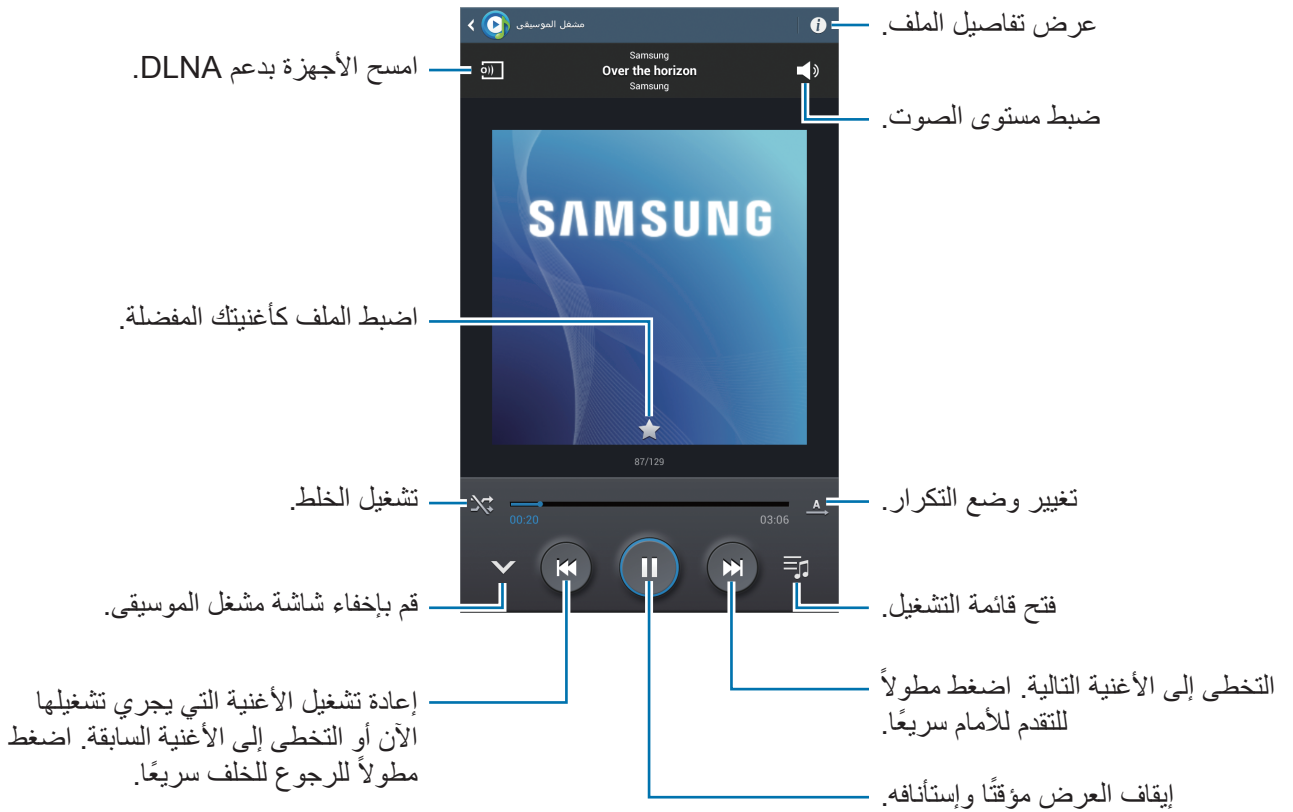 عرض تفاصيل الملف.
مشغل الموسيقى
امسح الأجهزة بدعم DLNA.
Samsung
Over the horizon
Samsung
ضبط مستوى الصوت.
SAMSUNG
اضبط الملف كأغنيتك المفضلة.
87/129
تغيير وضع التكرار.
A
تشغيل الخلط.
00:20
03:06
فتح قائمة التشغيل.
قم بإخفاء شاشة مشغل الموسيقى.
التخطى إلى الأغنية التالية. اضغط مطولاً
للتقدم للأمام سريعًا.
إعادة تشغيل الأغنية التي يجري تشغيلها
الآن أو التخطى إلى الأغنية السابقة. اضغط
مطولاً للرجوع للخلف سريعًا.
إيقاف العرض مؤقتًا وإستأنافه.